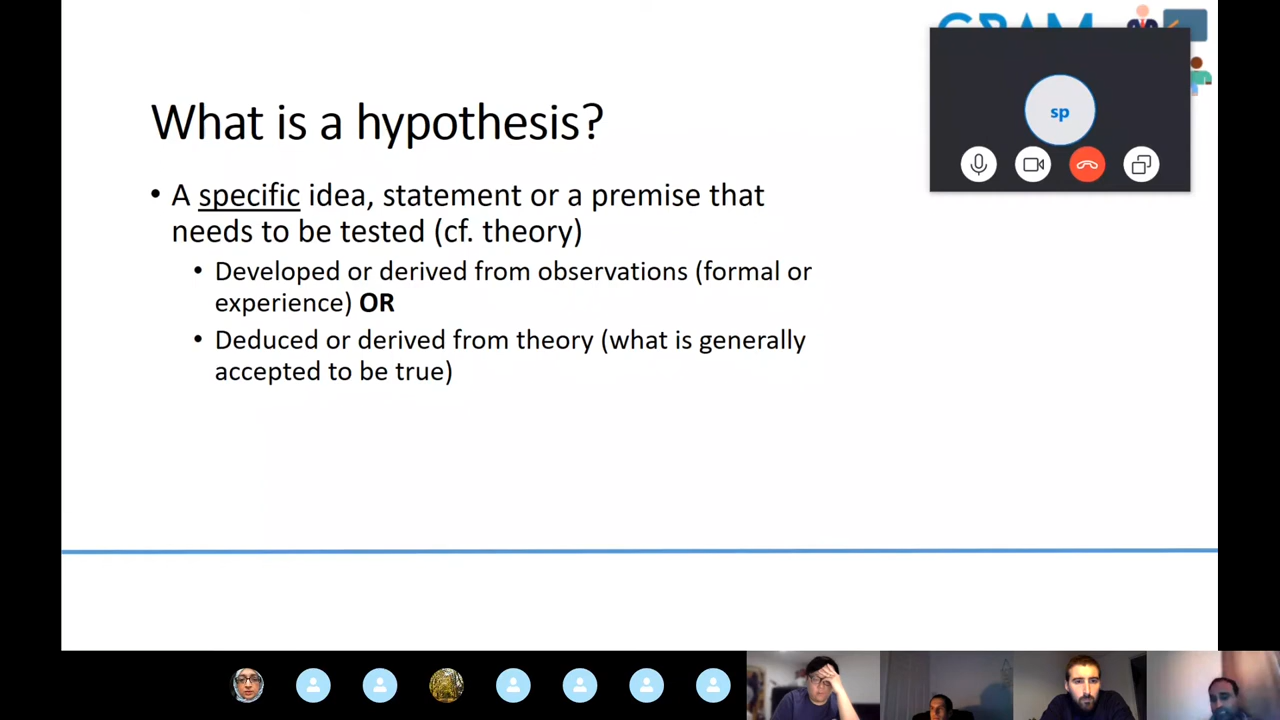 What is a hypothesis?
• A specific idea, statement or a premise that
needs to be tested (cf. theory)
• Developed or derived from observations (formal or
experience) OR
• Deduced or derived from theory (what is generally
accepted to be true)
sp